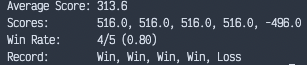 Average Score: 313.6
Scores: 516.0, 516.0, 516.0, 516.0, -496.0
Win Rate: 4/5 (0.80)
Record: Win, Win, Win, Win, Loss